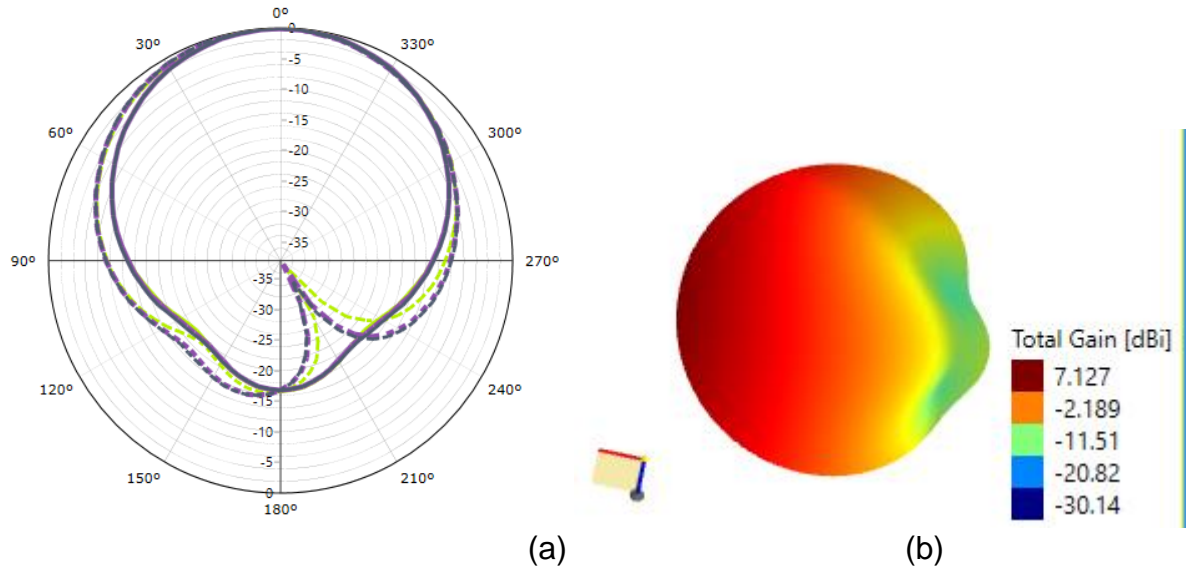 0º
30º
330º
60º
300º
90º
270º
120º
240º
150º
210º
180º
0
-5
-10
-15
-20
-25
-30
-35
-35
-30
-25
-20
-15
-10
-5
0
Total Gain [dBi]
7.127
-2.189
-11.51
-20.82
-30.14
(a)
(b)